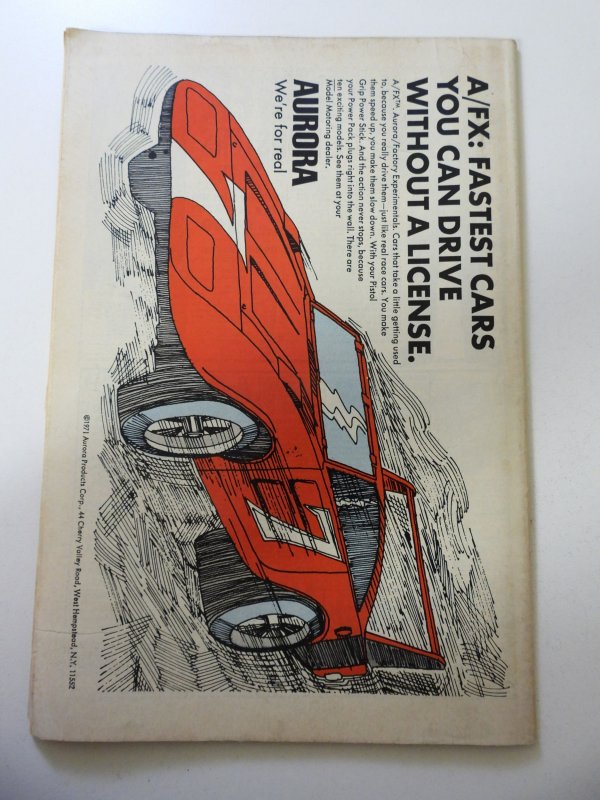 A/FX: FASTEST CARS
YOU CAN DRIVE
WITHOUT A LICENSE.
A/FX™. Aurora/Factory Experimentals. Cars that take a little getting used
to, because you really drive them—just like real race cars. You make
them speed up, you make them slow down. With your Pistol
Grip Power Stick. And the action never stops, because
your Power Pack plugs right into the wall. There are
ten exciting models. See them at your
Model Motoring dealer.
AURORA
We're for real
7
©1971 Aurora Products Corp., 44 Cherry Valley Road, West Hempstead, N.Y. 11552